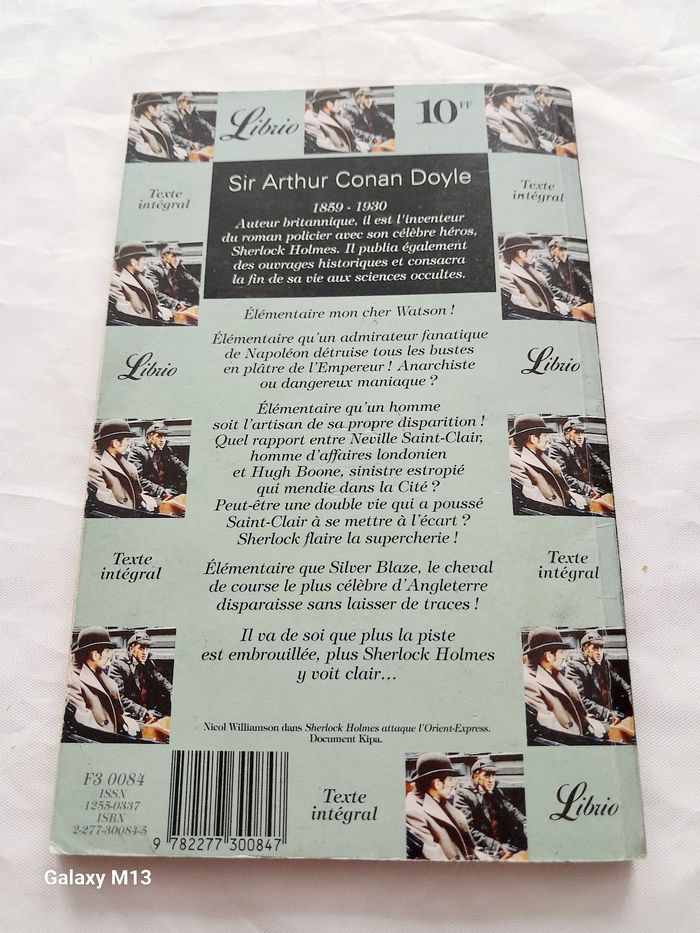 Librio
10 FF
Texte
intégral
Texte
intégral
Sir Arthur Conan Doyle
1859 - 1930
Auteur britannique, il est l'inventeur
du roman policier avec son célèbre héros,
Sherlock Holmes. Il publia également
des ouvrages historiques et consacra
la fin de sa vie aux sciences occultes.
Élémentaire mon cher Watson !
Élémentaire qu'un admirateur fanatique
de Napoléon détruise tous les bustes
en plâtre de l'Empereur ! Anarchiste
ou dangereux maniaque ?
Librio
Librio
Élémentaire qu'un homme
soit l'artisan de sa propre disparition !
Quel rapport entre Neville Saint-Clair,
homme d'affaires londonien
et Hugh Boone, sinistre estropié
qui mendie dans la Cité ?
Peut-être une double vie qui a poussé
Saint-Clair à se mettre à l'écart ?
Sherlock flaire la supercherie !
Texte
intégral
Texte
intégral
Élémentaire que Silver Blaze, le cheval
de course le plus célèbre d'Angleterre
disparaisse sans laisser de traces !
Il va de soi que plus la piste
est embrouillée, plus Sherlock Holmes
y voit clair...
Nicol Williamson dans Sherlock Holmes attaque l'Orient-Express.
Document Kipa.
F3 0084
ISSN
1255-0337
ISBN
2-277-30084-5
9 782277 300847
Texte
intégral
Librio
Galaxy M13